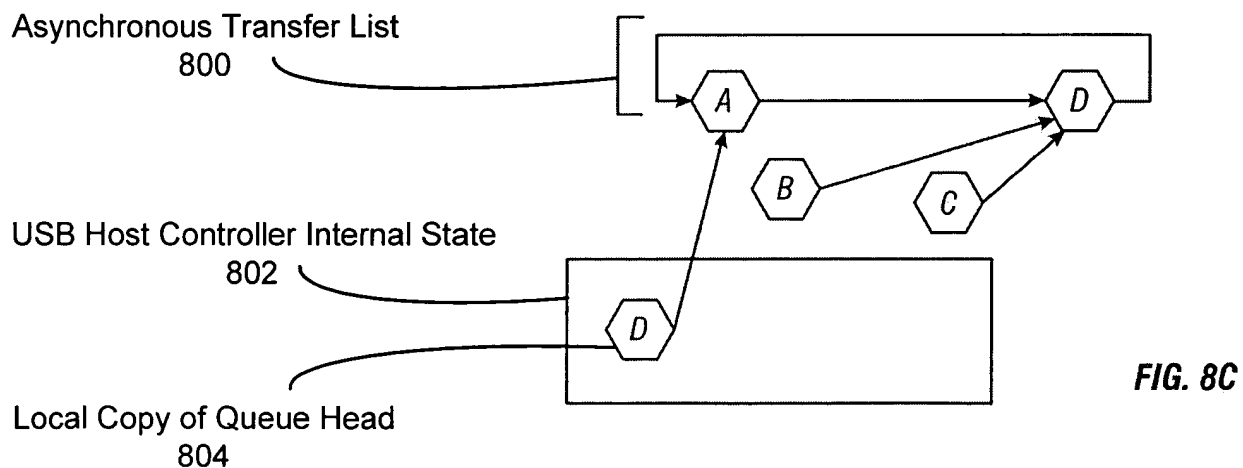 Asynchronous Transfer List
800
A
D
B
C
USB Host Controller Internal State
802
D
FIG. 8C
Local Copy of Queue Head
804